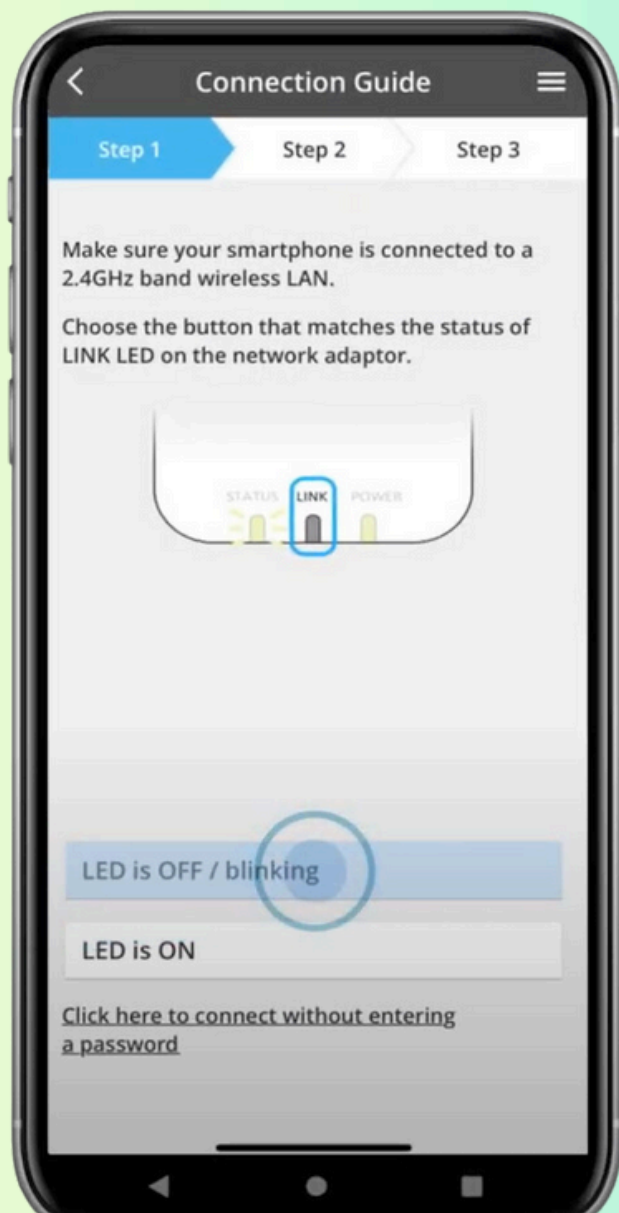 Connection Guide
Step 1 Step 2 Step 3
Make sure your smartphone is connected to a
2.4GHz band wireless LAN.
Choose the button that matches the status of
LINK LED on the network adaptor.
STATUS LINK POWER
LED is OFF / blinking
LED is ON
Click here to connect without entering
a password